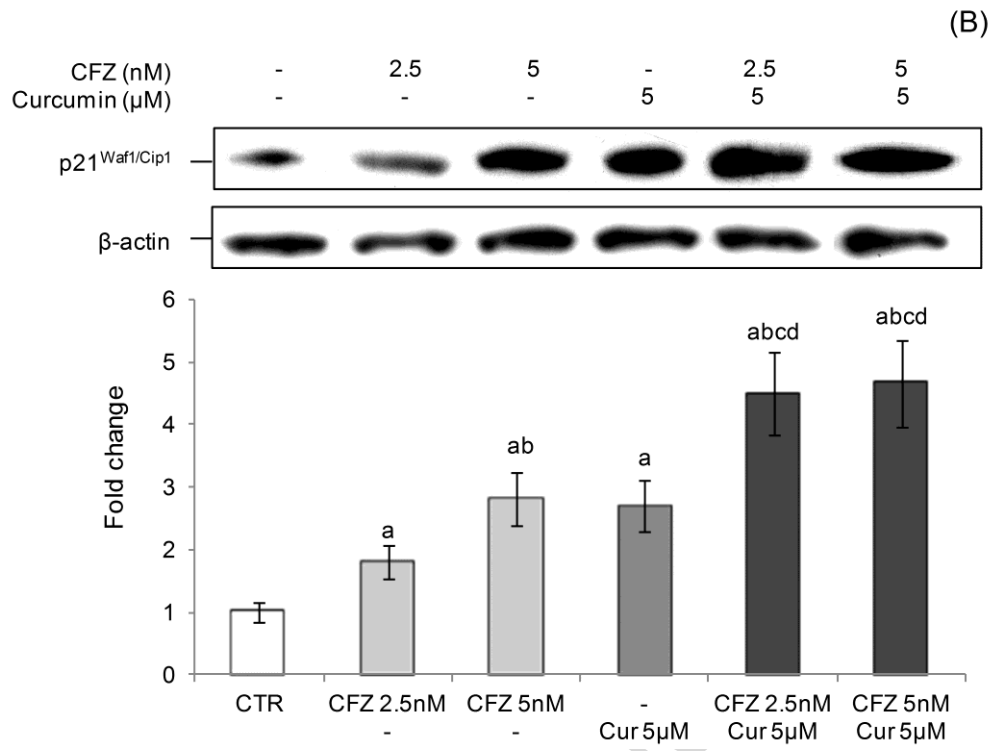 (B)
CFZ (nM) - 2.5 5 - 2.5 5
Curcumin (μM) - - - 5 5 5
p21Waf1/Cip1
β-actin
6
5
4
3
2
1
0
Fold change
a
ab
a
abcd
abcd
CTR CFZ 2.5nM CFZ 5nM - CFZ 2.5nM CFZ 5nM
- - Cur 5μM Cur 5μM Cur 5μM